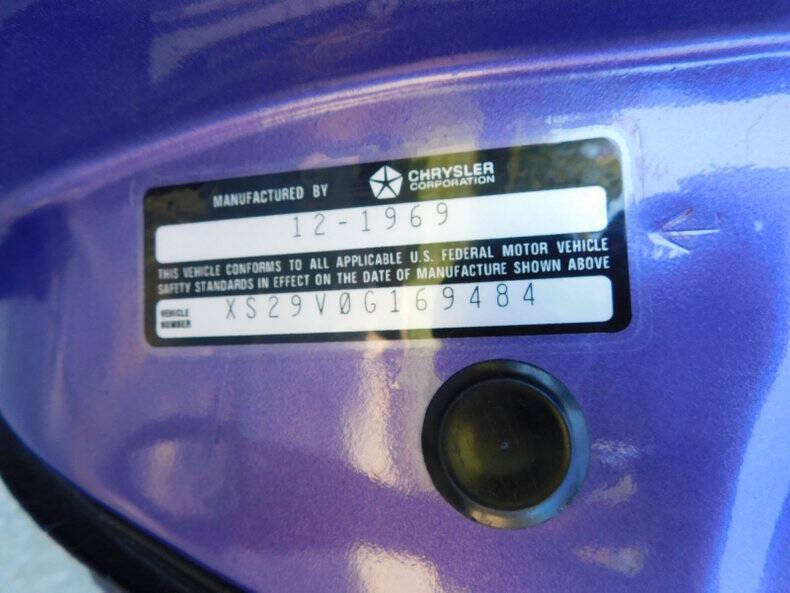 MANUFACTURED BY CHRYSLER CORPORATION
12-1969
THIS VEHICLE CONFORMS TO ALL APPLICABLE U.S. FEDERAL MOTOR VEHICLE
SAFETY STANDARDS IN EFFECT ON THE DATE OF MANUFACTURE SHOWN ABOVE
VEHICLE NUMBER XS29V0G169484